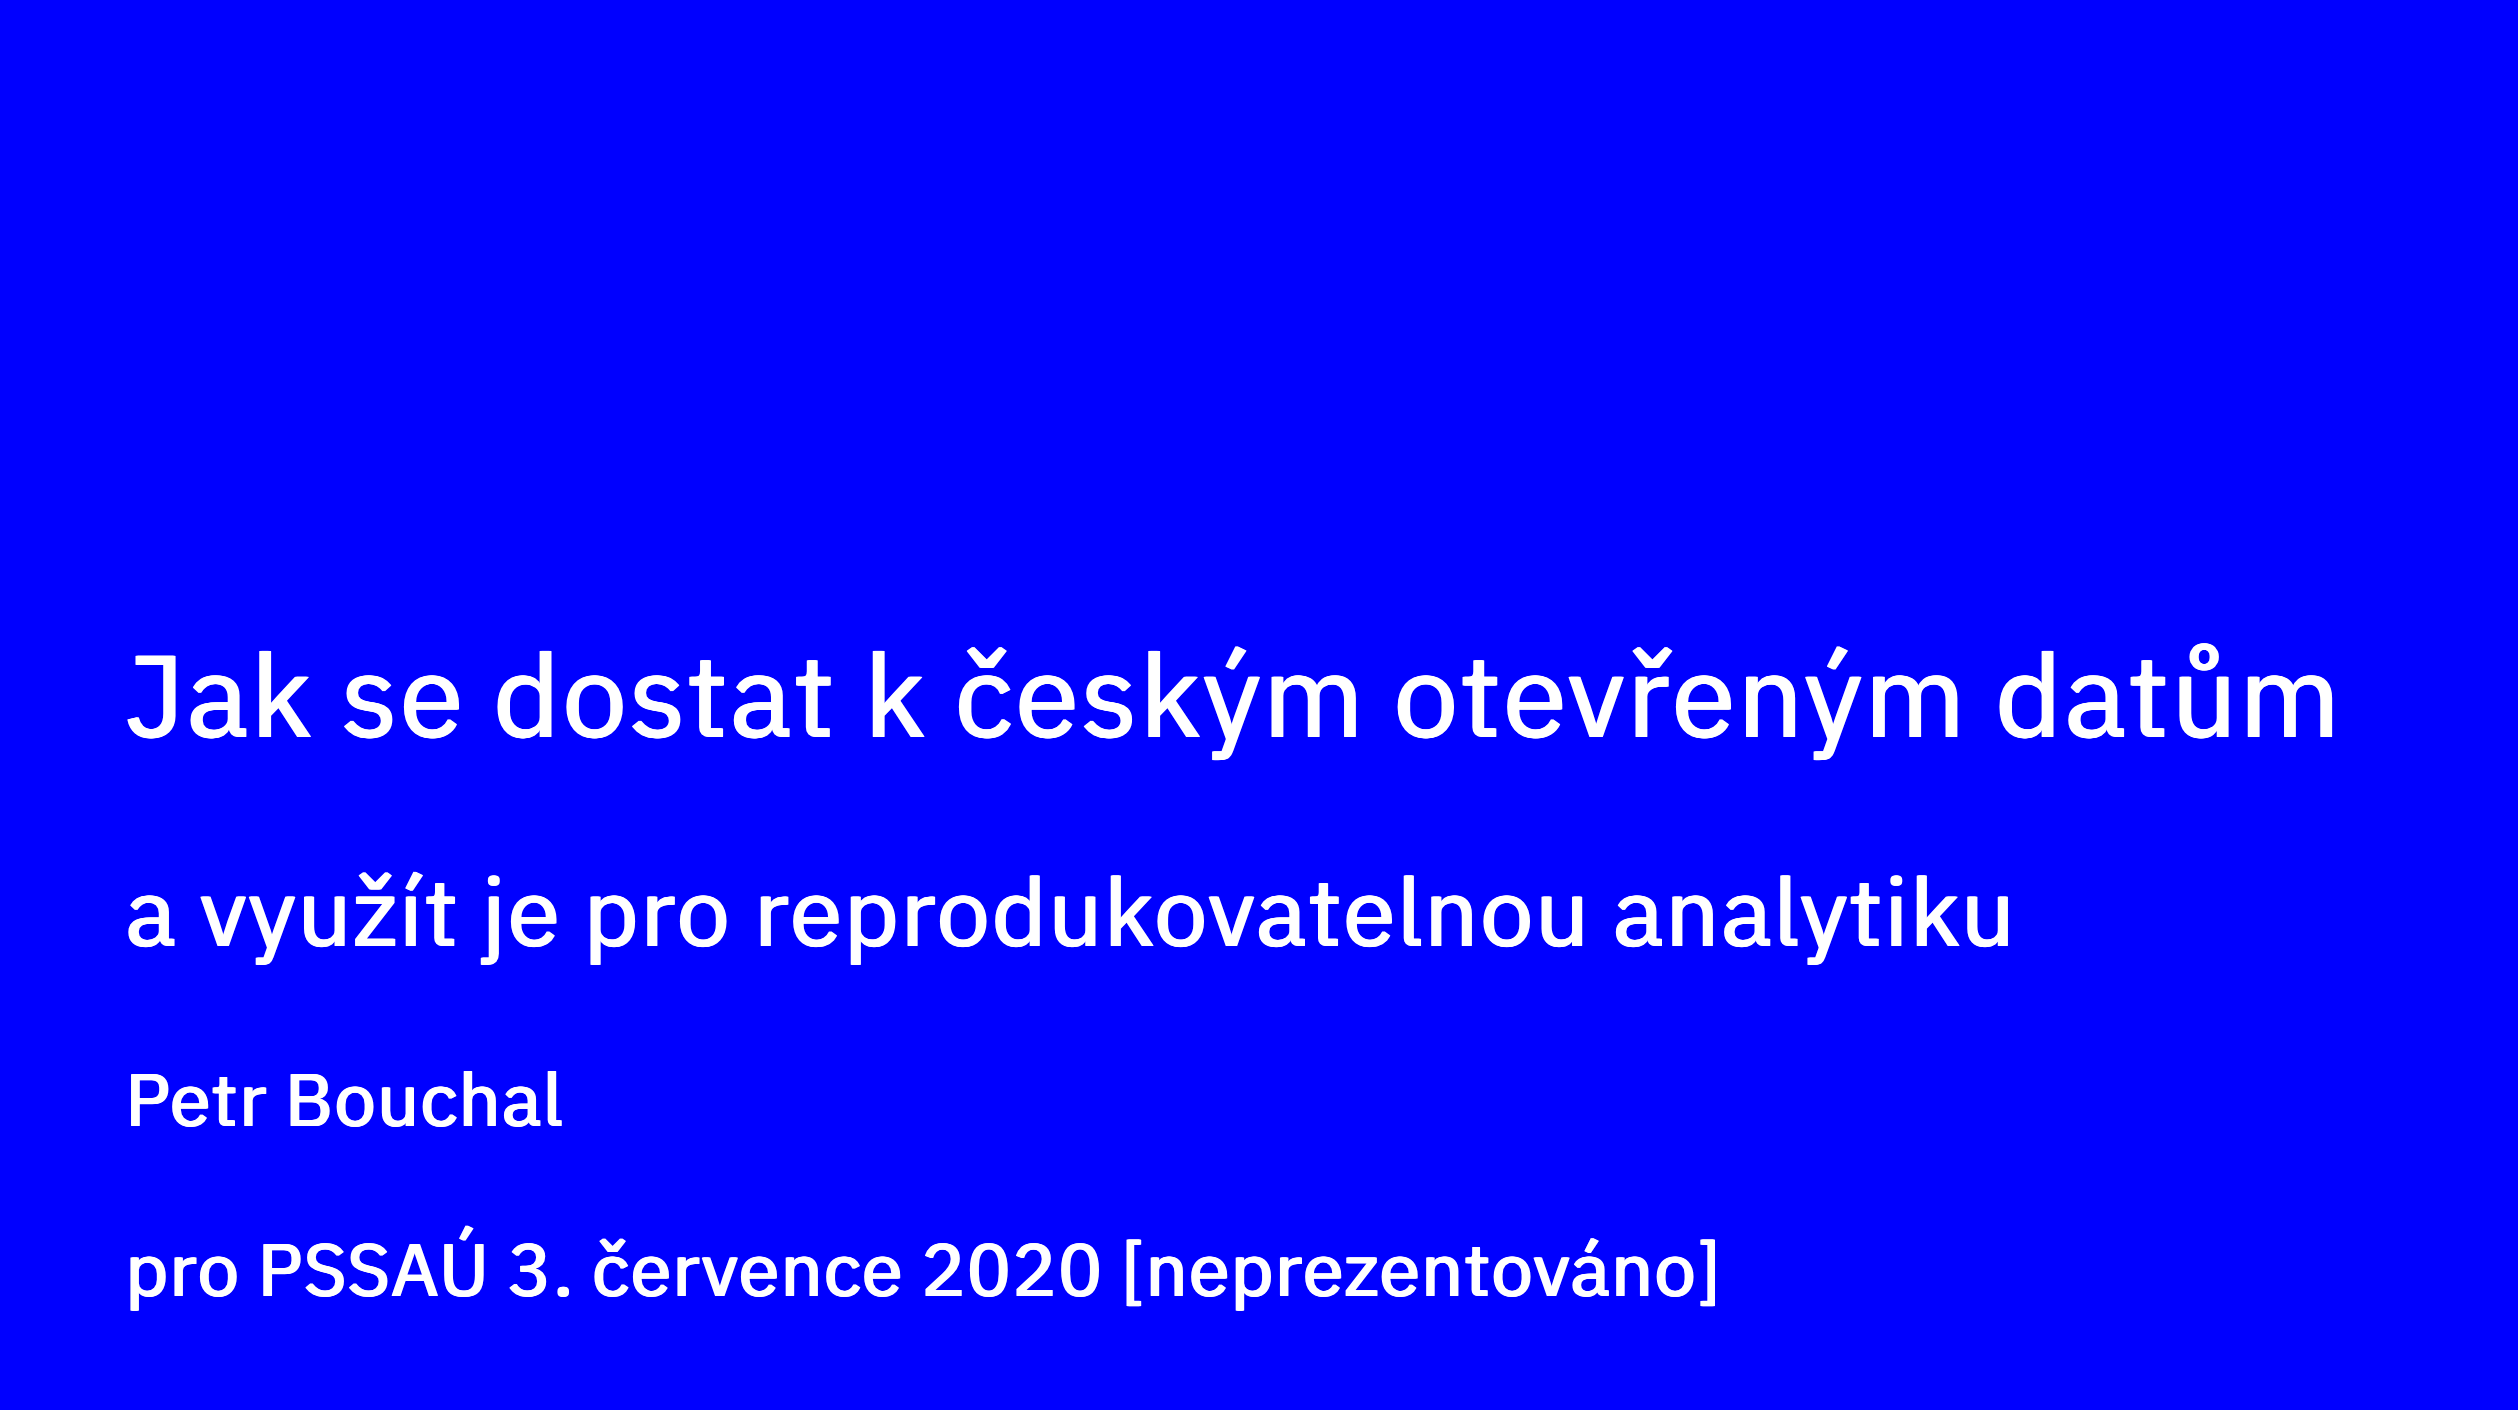 Jak se dostat k českým otevřeným datům
a využít je pro reprodukovatelnou analytiku
Petr Bouchal
pro PSSAÚ 3. července 2020 [neprezentováno]